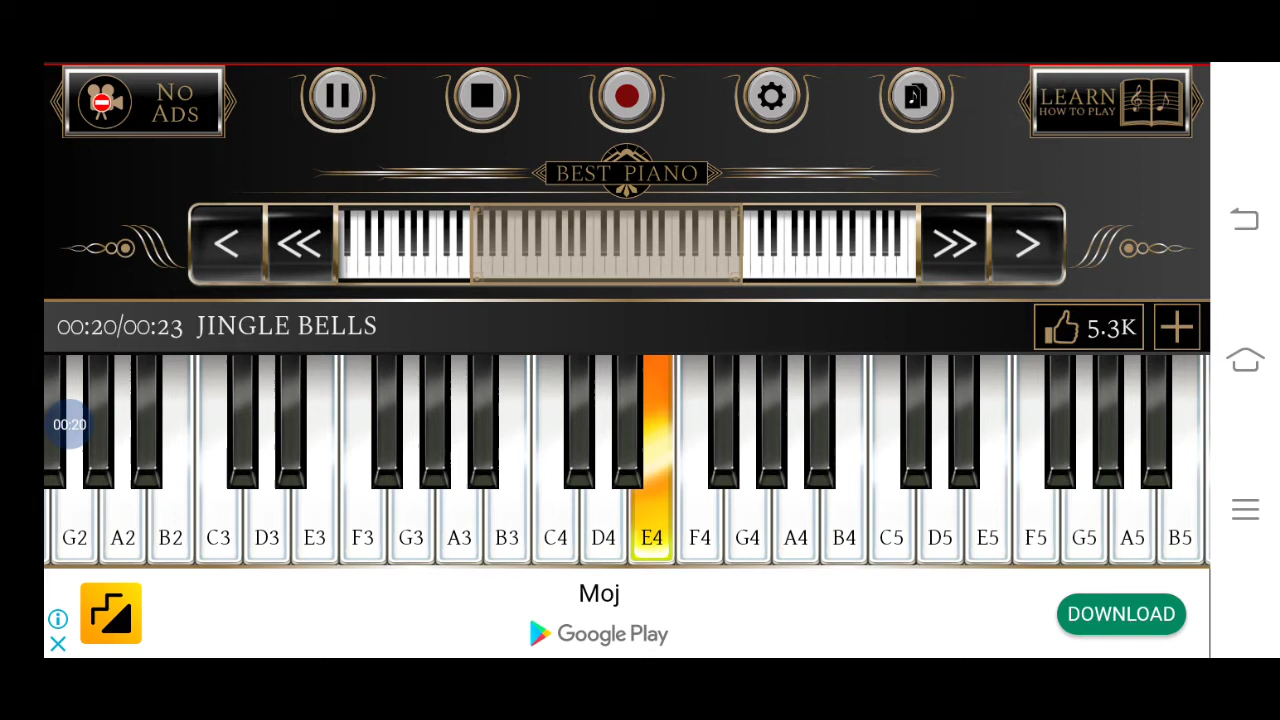 NO ADS
LEARN
HOW TO PLAY
BEST PIANO
00:20/00:23 JINGLE BELLS
5.3K
00:20
G2 A2 B2 C3 D3 E3 F3 G3 A3 B3 C4 D4 E4 F4 G4 A4 B4 C5 D5 E5 F5 G5 A5 B5
Moj
Google Play
DOWNLOAD